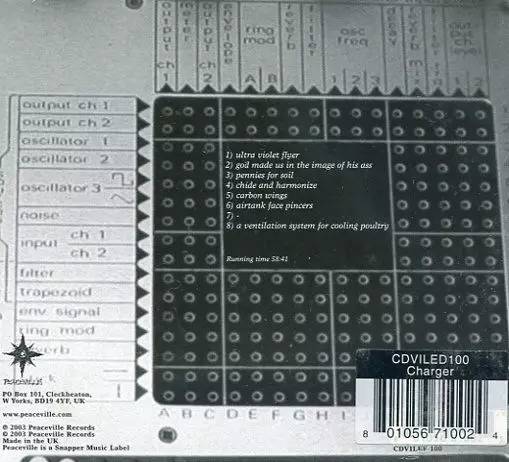 output ch 1
meter
output ch 2
envelope
ring mod
A B
reverb
filter
osc freq
1 2 3
decay
reverb mix
filter frq
output ch level
1 2
output ch 1
output ch 2
oscillator 1
oscillator 2
oscillator 3
noise
input ch 1
ch 2
filter
trapezoid
env signal
ring mod
1) ultra violet flyer
2) god made us in the image of his ass
3) pennies for soil
4) chide and harmonize
5) carbon wings
6) airtank face pincers
7) -
8) a ventilation system for cooling poultry
Running time 58:41
Peaceville
PO Box 101, Cleckheaton,
W Yorks, BD19 4YF, UK
www.peaceville.com
℗ 2003 Peaceville Records
© 2003 Peaceville Records
Made in the UK
Peaceville is a Snapper Music Label
A B C D E F G H I
CDVILED100
Charger
8 01056 71002 4
CDVILEF 100